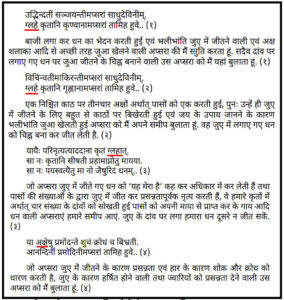 उद्भिन्दतीं सञ्जयन्तीमप्सरां साधुदेविनीम्.
ग्लहे कृतानि कृण्वानामप्सरां तामिह हुवे.. (१)
बाजी लगा कर धन का भेदन करती हुई एवं भलीभांति जुए में जीतने वाली एवं अक्ष
शलाका आदि से अच्छी तरह जुआ खेलने वाली अप्सरा की मैं स्तुति करता हूं. सदैव दांव पर
लगाए गए धन पर जुआ जीतने के चिह्न बनाने वाली उस अप्सरा को मैं यहां बुलाता हूं. (१)
विचिन्वतीमाकिरन्तीमप्सरां साधुदेविनीम्.
ग्लहे कृतानि गृह्णानामप्सरां तामिह हुवे.. (२)
एक निश्चित काठ पर तीनचार अक्षों अर्थात् पासों को एक करती हुई, पुनः उन्हें ही जुए
में जीतने के लिए बहुत से काठों पर बिखेरती हुई एवं जय के उपाय जानने के कारण
भलीभांति जुआ खेलती हुई अप्सरा को मैं अपने समीप बुलाता हूं. वह जुए में लगाए गए धन
को चिह्न बना कर जीत लेती है. (२)
यायैः परिनृत्यत्याददाना कृतं ग्लहात्.
सा नः कृतानि सीषती प्रहामाप्नोतु मायया.
सा नः पयस्वत्यैतु मा नो जैषुरिदं धनम्.. (३)
जो अप्सरा जुए में जीते गए धन को ‘यह मेरा है’ कह कर अधिकार में कर लेती हैं तथा
पासों की संख्याओं के द्वारा जुए में जीत कर प्रसन्नतापूर्वक नृत्य करती हैं, वे हमारे कृतों में
अर्थात् चार संख्या के दांवों को सोखती हुई पासों को अपनी माया से प्राप्त कर के गाय आदि
धन वाली अप्सराएं हमारे समीप आएं. जुए के दांव पर लगा हमारा धन दूसरे न जीत सकें.
(३)
या अक्षेषु प्रमोदन्ते शुचं क्रोधं च बिभ्रती.
आनन्दिनीं प्रमोदिनीमप्सरां तामिह हुवे.. (४)
जो अप्सरा जुए में जीतने के कारण प्रसन्नता एवं हार के कारण शोक और क्रोध को
धारण करती है, जुए के कारण हर्षित होने वाली तथा ज्वारियों को प्रसन्नता देने वाली उस
अप्सरा को मैं बुलाता हूं. (४)